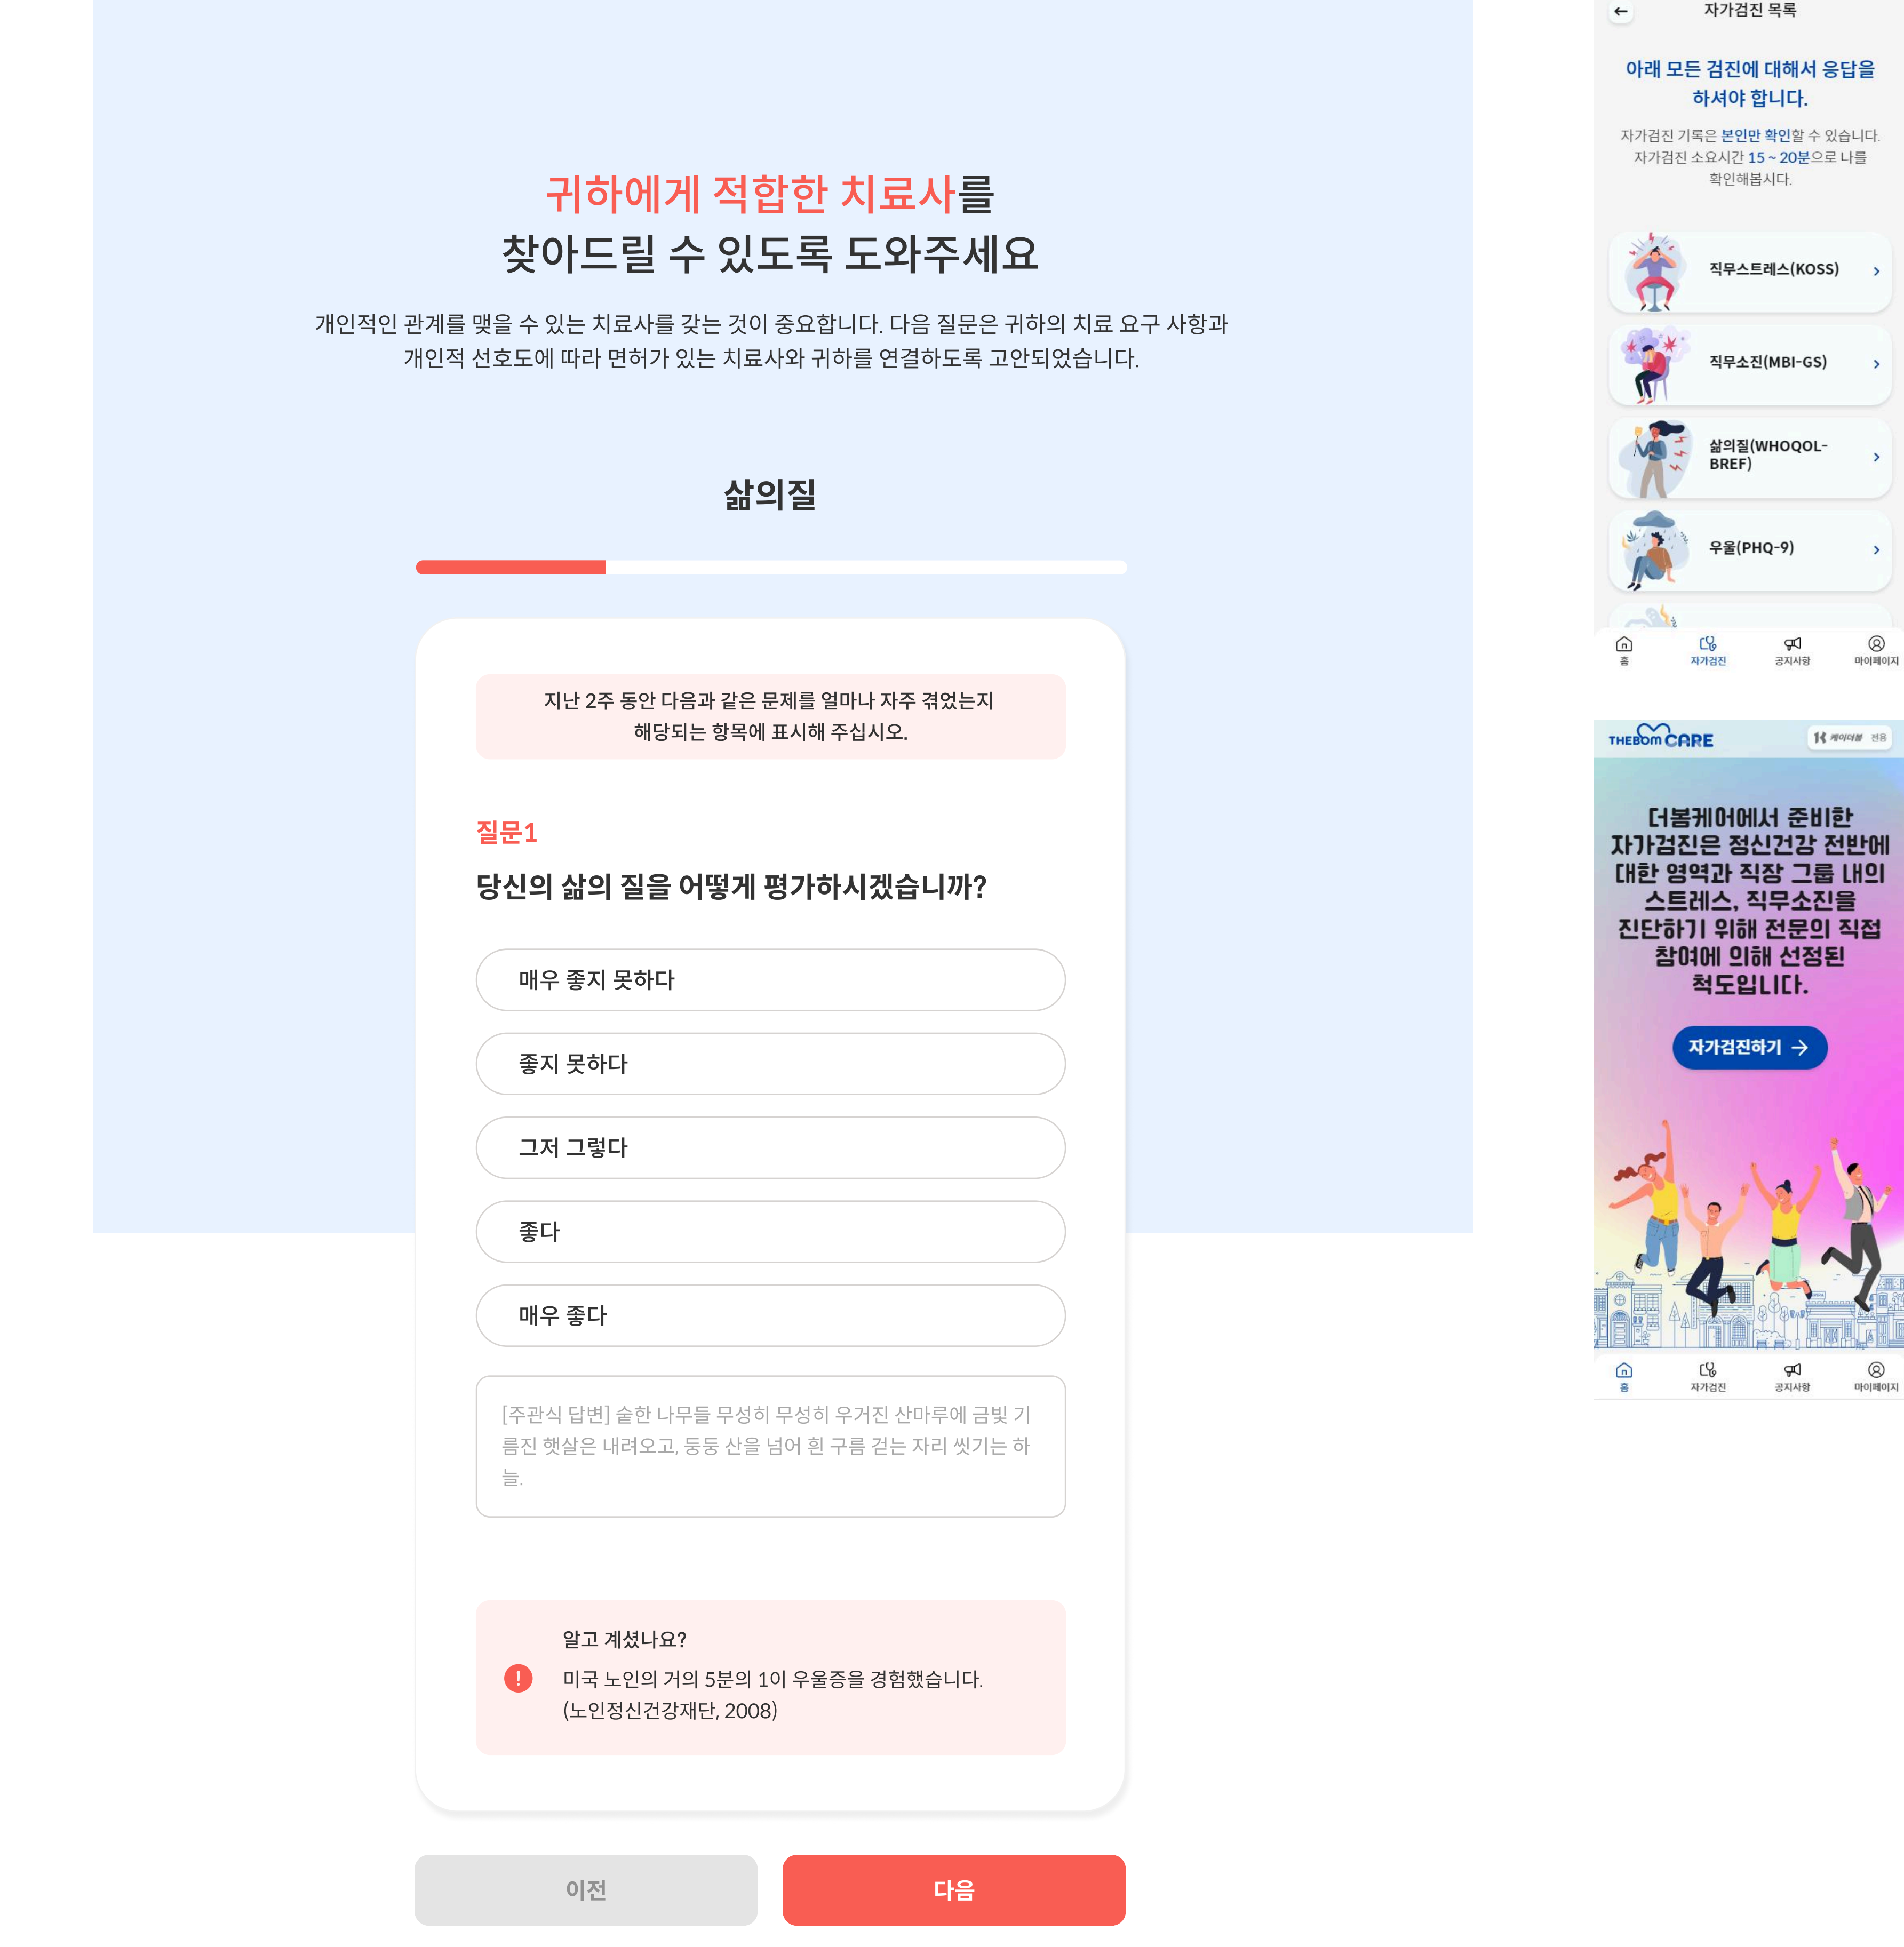 귀하에게 적합한 치료사를
찾아드릴 수 있도록 도와주세요
개인적인 관계를 맺을 수 있는 치료사를 갖는 것이 중요합니다. 다음 질문은 귀하의 치료 요구 사항과
개인적 선호도에 따라 면허가 있는 치료사와 귀하를 연결하도록 고안되었습니다.
삶의질
지난 2주 동안 다음과 같은 문제를 얼마나 자주 겪었는지
해당되는 항목에 표시해 주십시오.
질문1
당신의 삶의 질을 어떻게 평가하시겠습니까?
매우 좋지 못하다
좋지 못하다
그저 그렇다
좋다
매우 좋다
[주관식 답변] 숱한 나무들 무성히 무성히 우거진 산마루에 금빛 기
름진 햇살은 내려오고, 둥둥 산을 넘어 흰 구름 걷는 자리 씻기는 하
늘.
알고 계셨나요?
미국 노인의 거의 5분의 1이 우울증을 경험했습니다.
(노인정신건강재단, 2008)
이전
다음
자가검진 목록
아래 모든 검진에 대해서 응답을
하셔야 합니다.
자가검진 기록은 본인만 확인할 수 있습니다.
자가검진 소요시간 15 ~ 20분으로 나를
확인해봅시다.
직무스트레스(KOSS)
직무소진(MBI-GS)
삶의질(WHOQOL-
BREF)
우울(PHQ-9)
홈
자가검진
공지사항
마이페이지
THEBOM CARE
케이더봄 전용
더봄케어에서 준비한
자가검진은 정신건강 전반에
대한 영역과 직장 그룹 내의
스트레스, 직무소진을
진단하기 위해 전문의 직접
참여에 의해 선정된
척도입니다.
자가검진하기
홈
자가검진
공지사항
마이페이지